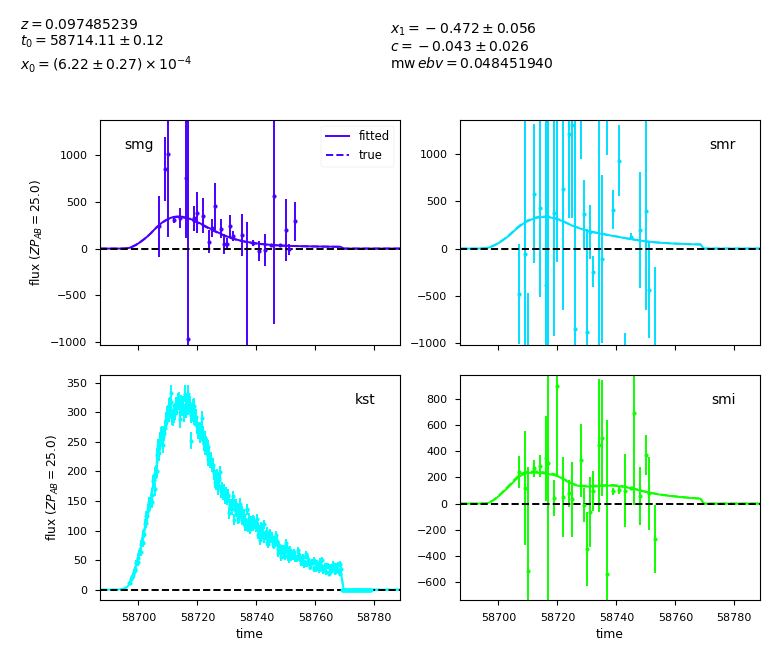 z = 0.097485239
t₀ = 58714.11 ± 0.12
x₀ = (6.22 ± 0.27) × 10⁻⁴
x₁ = −0.472 ± 0.056
c = −0.043 ± 0.026
mw ebv = 0.048451940
smg
fitted
true
1000
500
0
−500
−1000
flux (ZP_AB = 25.0)
smr
1000
500
0
−500
−1000
kst
350
300
250
200
150
100
50
0
flux (ZP_AB = 25.0)
58700 58720 58740 58760 58780
time
smi
800
600
400
200
0
−200
−400
−600
58700 58720 58740 58760 58780
time